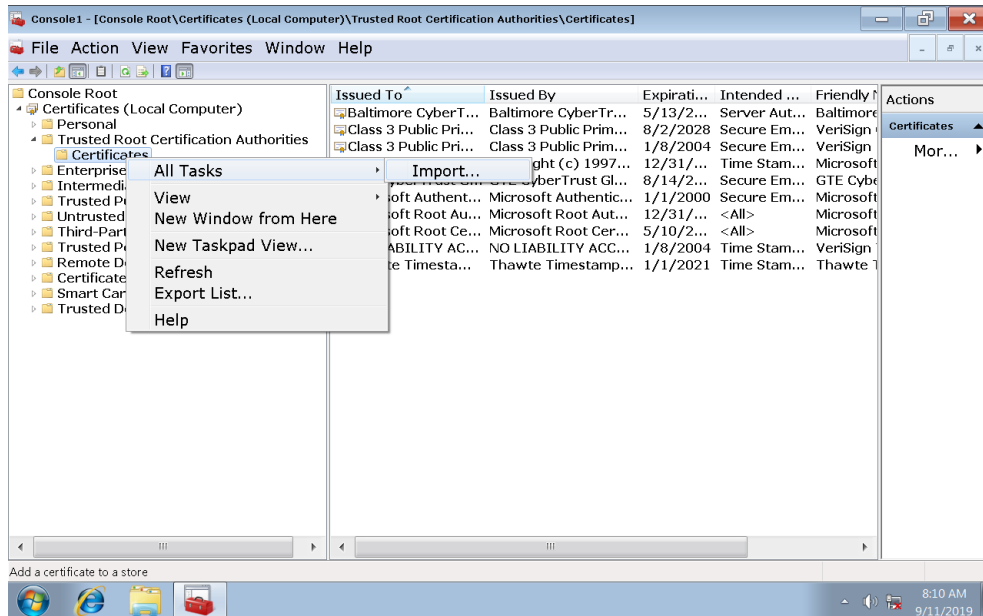 Console1 - [Console Root\Certificates (Local Computer)\Trusted Root Certification Authorities\Certificates]
File Action View Favorites Window Help
Console Root
Certificates (Local Computer)
Personal
Trusted Root Certification Authorities
Certificates
Enterprise
Intermedi
Trusted P
Untrusted
Third-Part
Trusted P
Remote D
Certificate
Smart Car
Trusted D
All Tasks
View
New Window from Here
New Taskpad View...
Refresh
Export List...
Help
Import...
Issued To Issued By Expirati... Intended ... Friendly N
Baltimore CyberT... Baltimore CyberTr... 5/13/2... Server Aut... Baltimore
Class 3 Public Pri... Class 3 Public Prim... 8/2/2028 Secure Em... VeriSign
Class 3 Public Pri... Class 3 Public Prim... 1/8/2004 Secure Em... VeriSign
ght (c) 1997... 12/31/... Time Stam... Microsoft
yberTrust Gl... 8/14/2... Secure Em... GTE Cybe
soft Authent... Microsoft Authentic... 1/1/2000 Secure Em... Microsoft
soft Root Au... Microsoft Root Aut... 12/31/... <All> Microsoft
soft Root Ce... Microsoft Root Cer... 5/10/2... <All> Microsoft
ABILITY AC... NO LIABILITY ACC... 1/8/2004 Time Stam... VeriSign
te Timesta... Thawte Timestamp... 1/1/2021 Time Stam... Thawte T
Actions
Certificates
Mor...
Add a certificate to a store
8:10 AM
9/11/2019